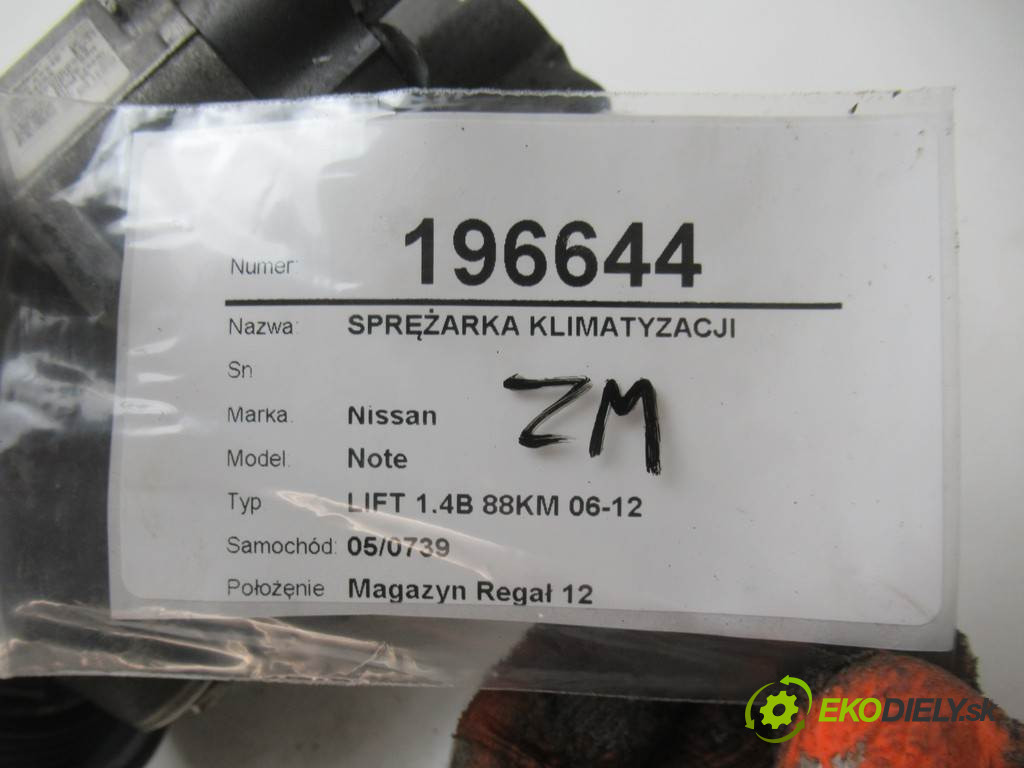 Numer: 196644
Nazwa: SPRĘŻARKA KLIMATYZACJI
Sn
ZM
Marka: Nissan
Model: Note
Typ LIFT 1.4B 88KM 06-12
Samochód: 05/0739
Położęnie Magazyn Regał 12
EKODIELY.sk